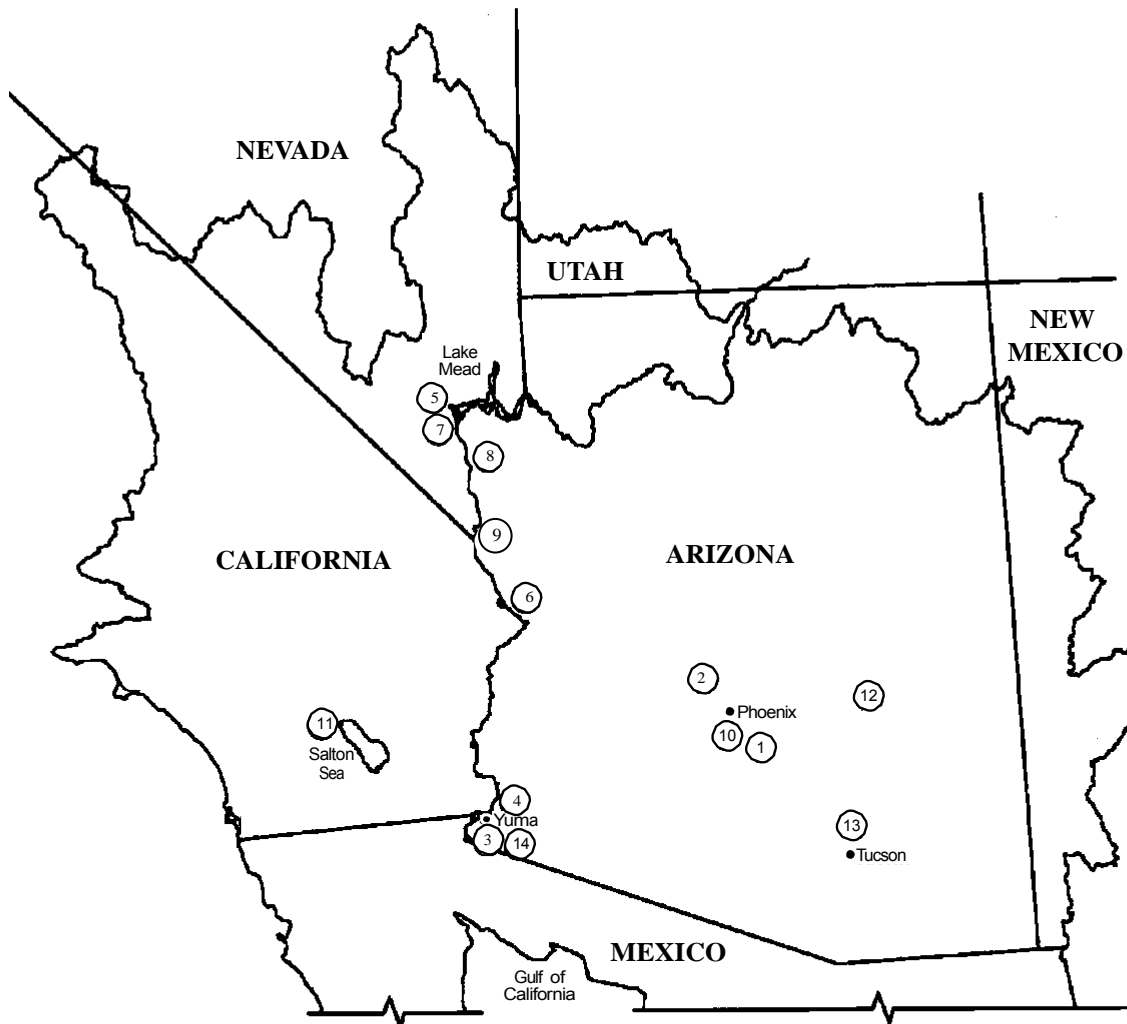 NEVADA
UTAH
NEW
MEXICO
Lake
Mead
5
7
8
9
CALIFORNIA
ARIZONA
6
2
12
Phoenix
11
10
1
Salton
Sea
4
Yuma
13
3
14
Tucson
MEXICO
Gulf of
California